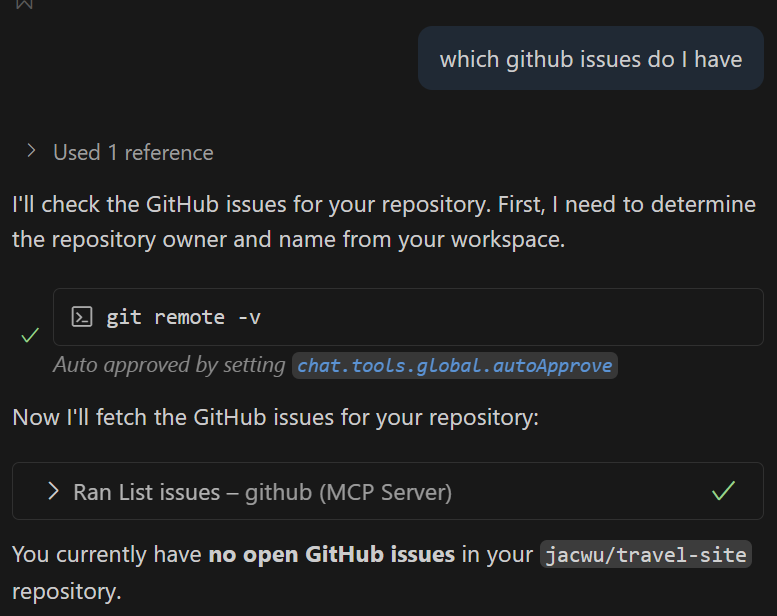 which github issues do I have
Used 1 reference
I'll check the GitHub issues for your repository. First, I need to determine
the repository owner and name from your workspace.
git remote -v
Auto approved by setting chat.tools.global.autoApprove
Now I'll fetch the GitHub issues for your repository:
Ran List issues – github (MCP Server)
You currently have no open GitHub issues in your jacwu/travel-site
repository.